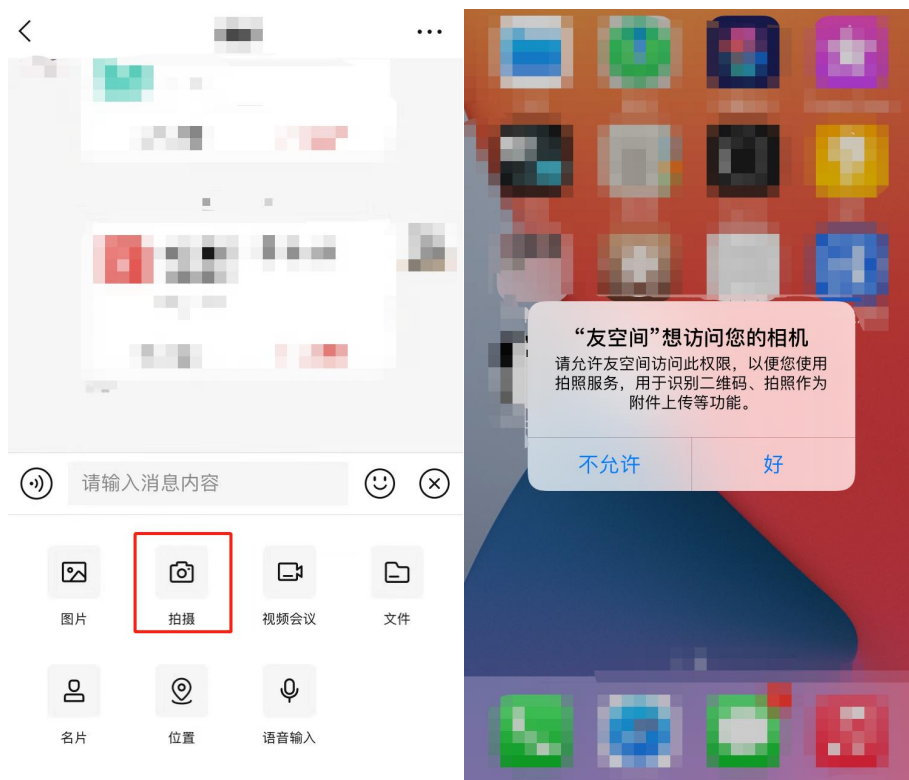 请输入消息内容
图片
拍摄
视频会议
文件
名片
位置
语音输入
“友空间”想访问您的相机
请允许友空间访问此权限，以便您使用
拍照服务，用于识别二维码、拍照作为
附件上传等功能。
不允许
好